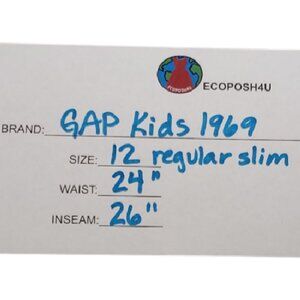 ECOPOSH4U
BRAND: GAP Kids 1969
SIZE: 12 regular slim
WAIST: 24"
INSEAM: 26"